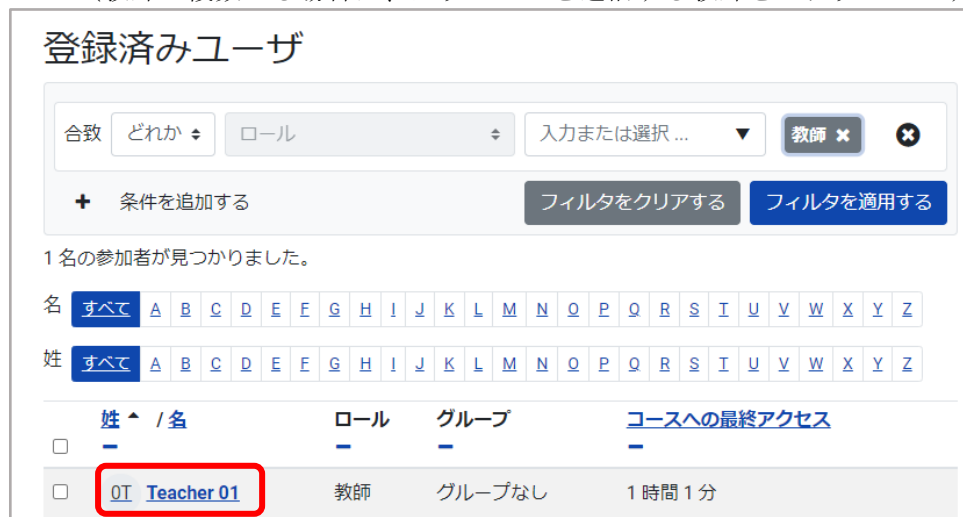 登録済みユーザ
合致 どれか ロール 入力または選択 ... ▼ 教師 ✖
+ 条件を追加する フィルタをクリアする フィルタを適用する
1 名の参加者が見つかりました。
名 すべて A B C D E F G H I J K L M N O P Q R S T U V W X Y Z
姓 すべて A B C D E F G H I J K L M N O P Q R S T U V W X Y Z
姓 / 名 ロール グループ コースへの最終アクセス
0T Teacher 01 教師 グループなし 1 時間 1 分